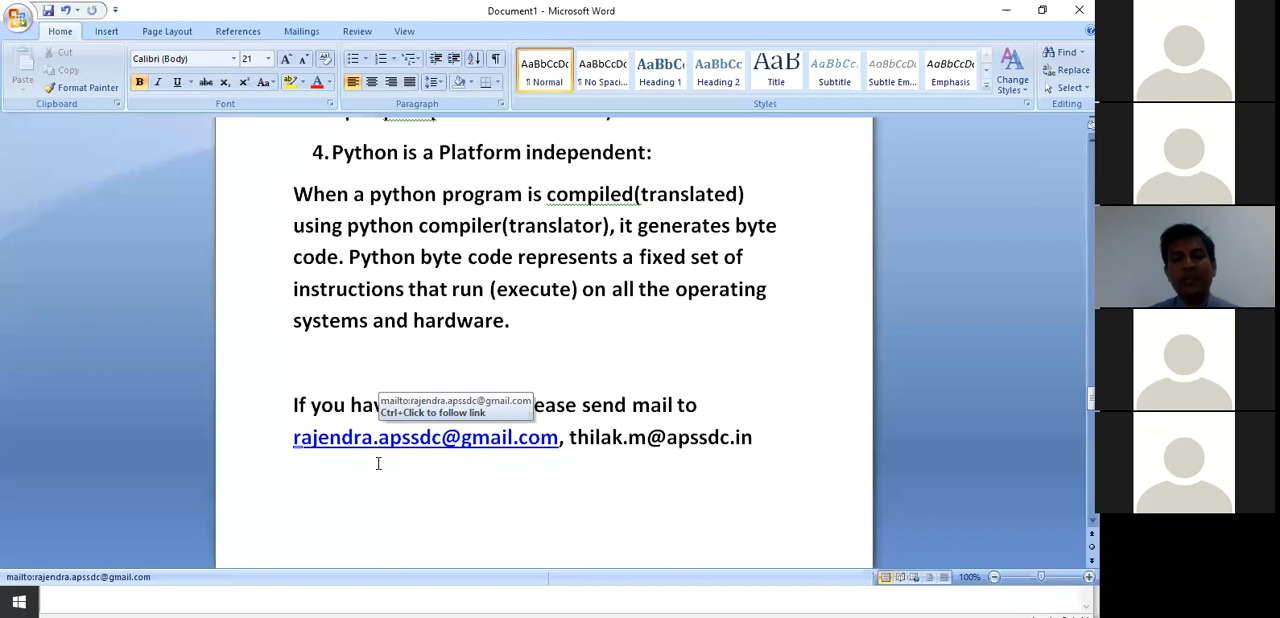 Document1 - Microsoft Word
Home Insert Page Layout References Mailings Review View
Paste
Cut
Copy
Format Painter
Clipboard
Calibri (Body) 21
B I U abc x₂ x² Aa
Font
Paragraph
AaBbCcDc AaBbCcDc AaBbC AaBbCc AaB AaBbCc. AaBbCcDc AaBbCcDc
¶ Normal ¶ No Spaci... Heading 1 Heading 2 Title Subtitle Subtle Em... Emphasis
Change Styles
Styles
Find
Replace
Select
Editing
4. Python is a Platform independent:
When a python program is compiled(translated)
using python compiler(translator), it generates byte
code. Python byte code represents a fixed set of
instructions that run (execute) on all the operating
systems and hardware.
mailto:rajendra.apssdc@gmail.com
Ctrl+Click to follow link
If you hav ease send mail to
rajendra.apssdc@gmail.com, thilak.m@apssdc.in
mailto:rajendra.apssdc@gmail.com
100%